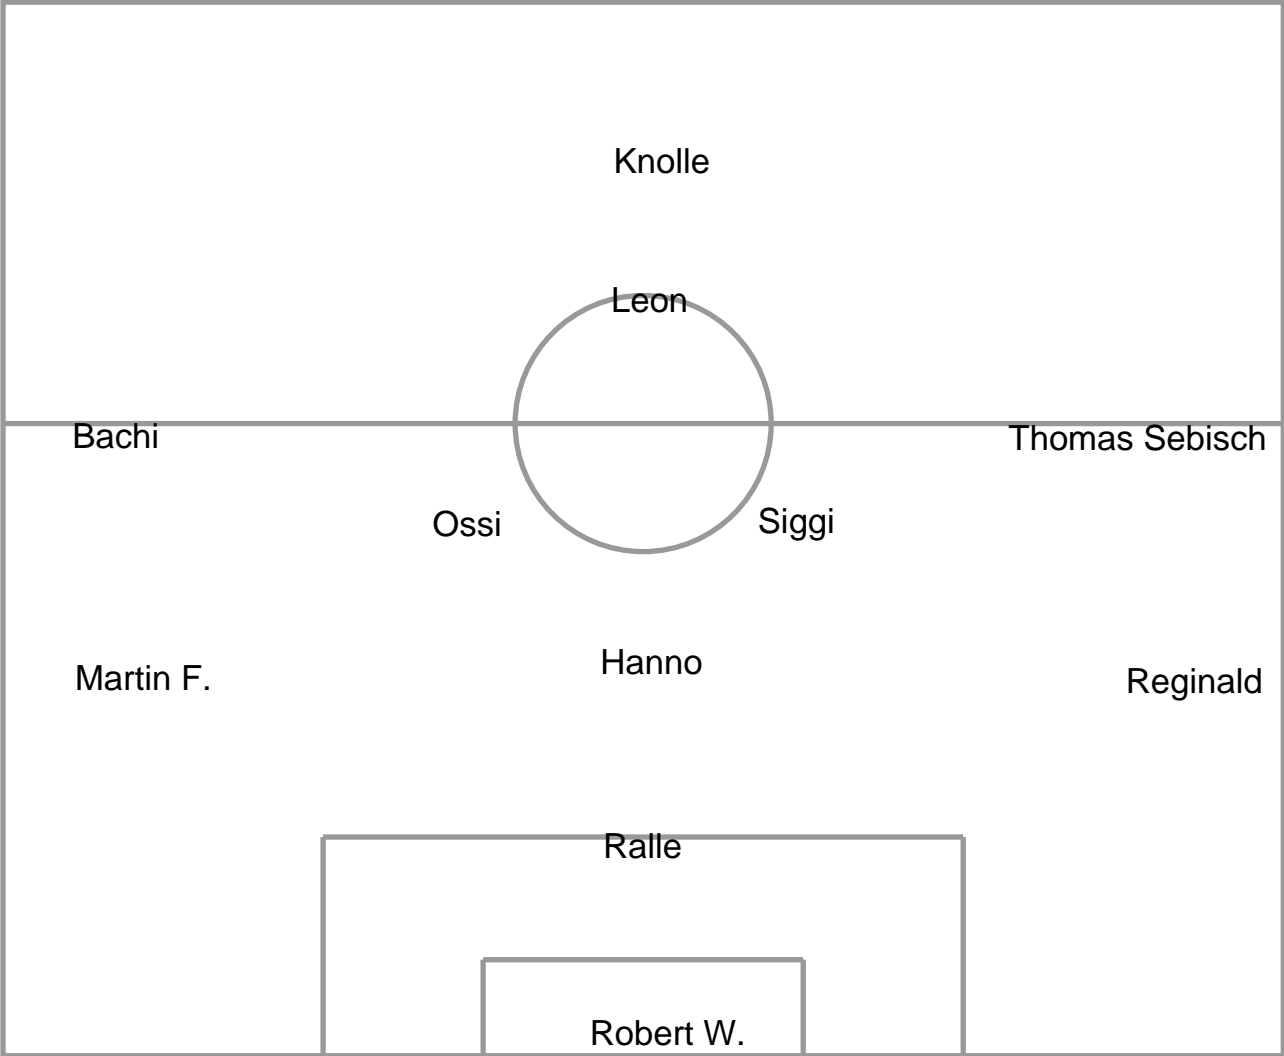 Knolle
Leon
Bachi
Thomas Sebisch
Ossi
Siggi
Martin F.
Hanno
Reginald
Ralle
Robert W.